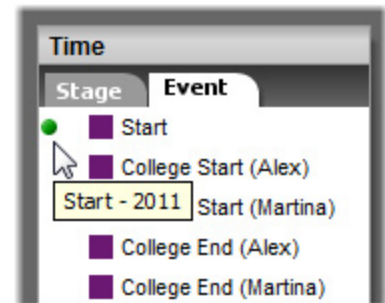 Time
Stage Event
Start
College Start (Alex)
Start - 2011 Start (Martina)
College End (Alex)
College End (Martina)